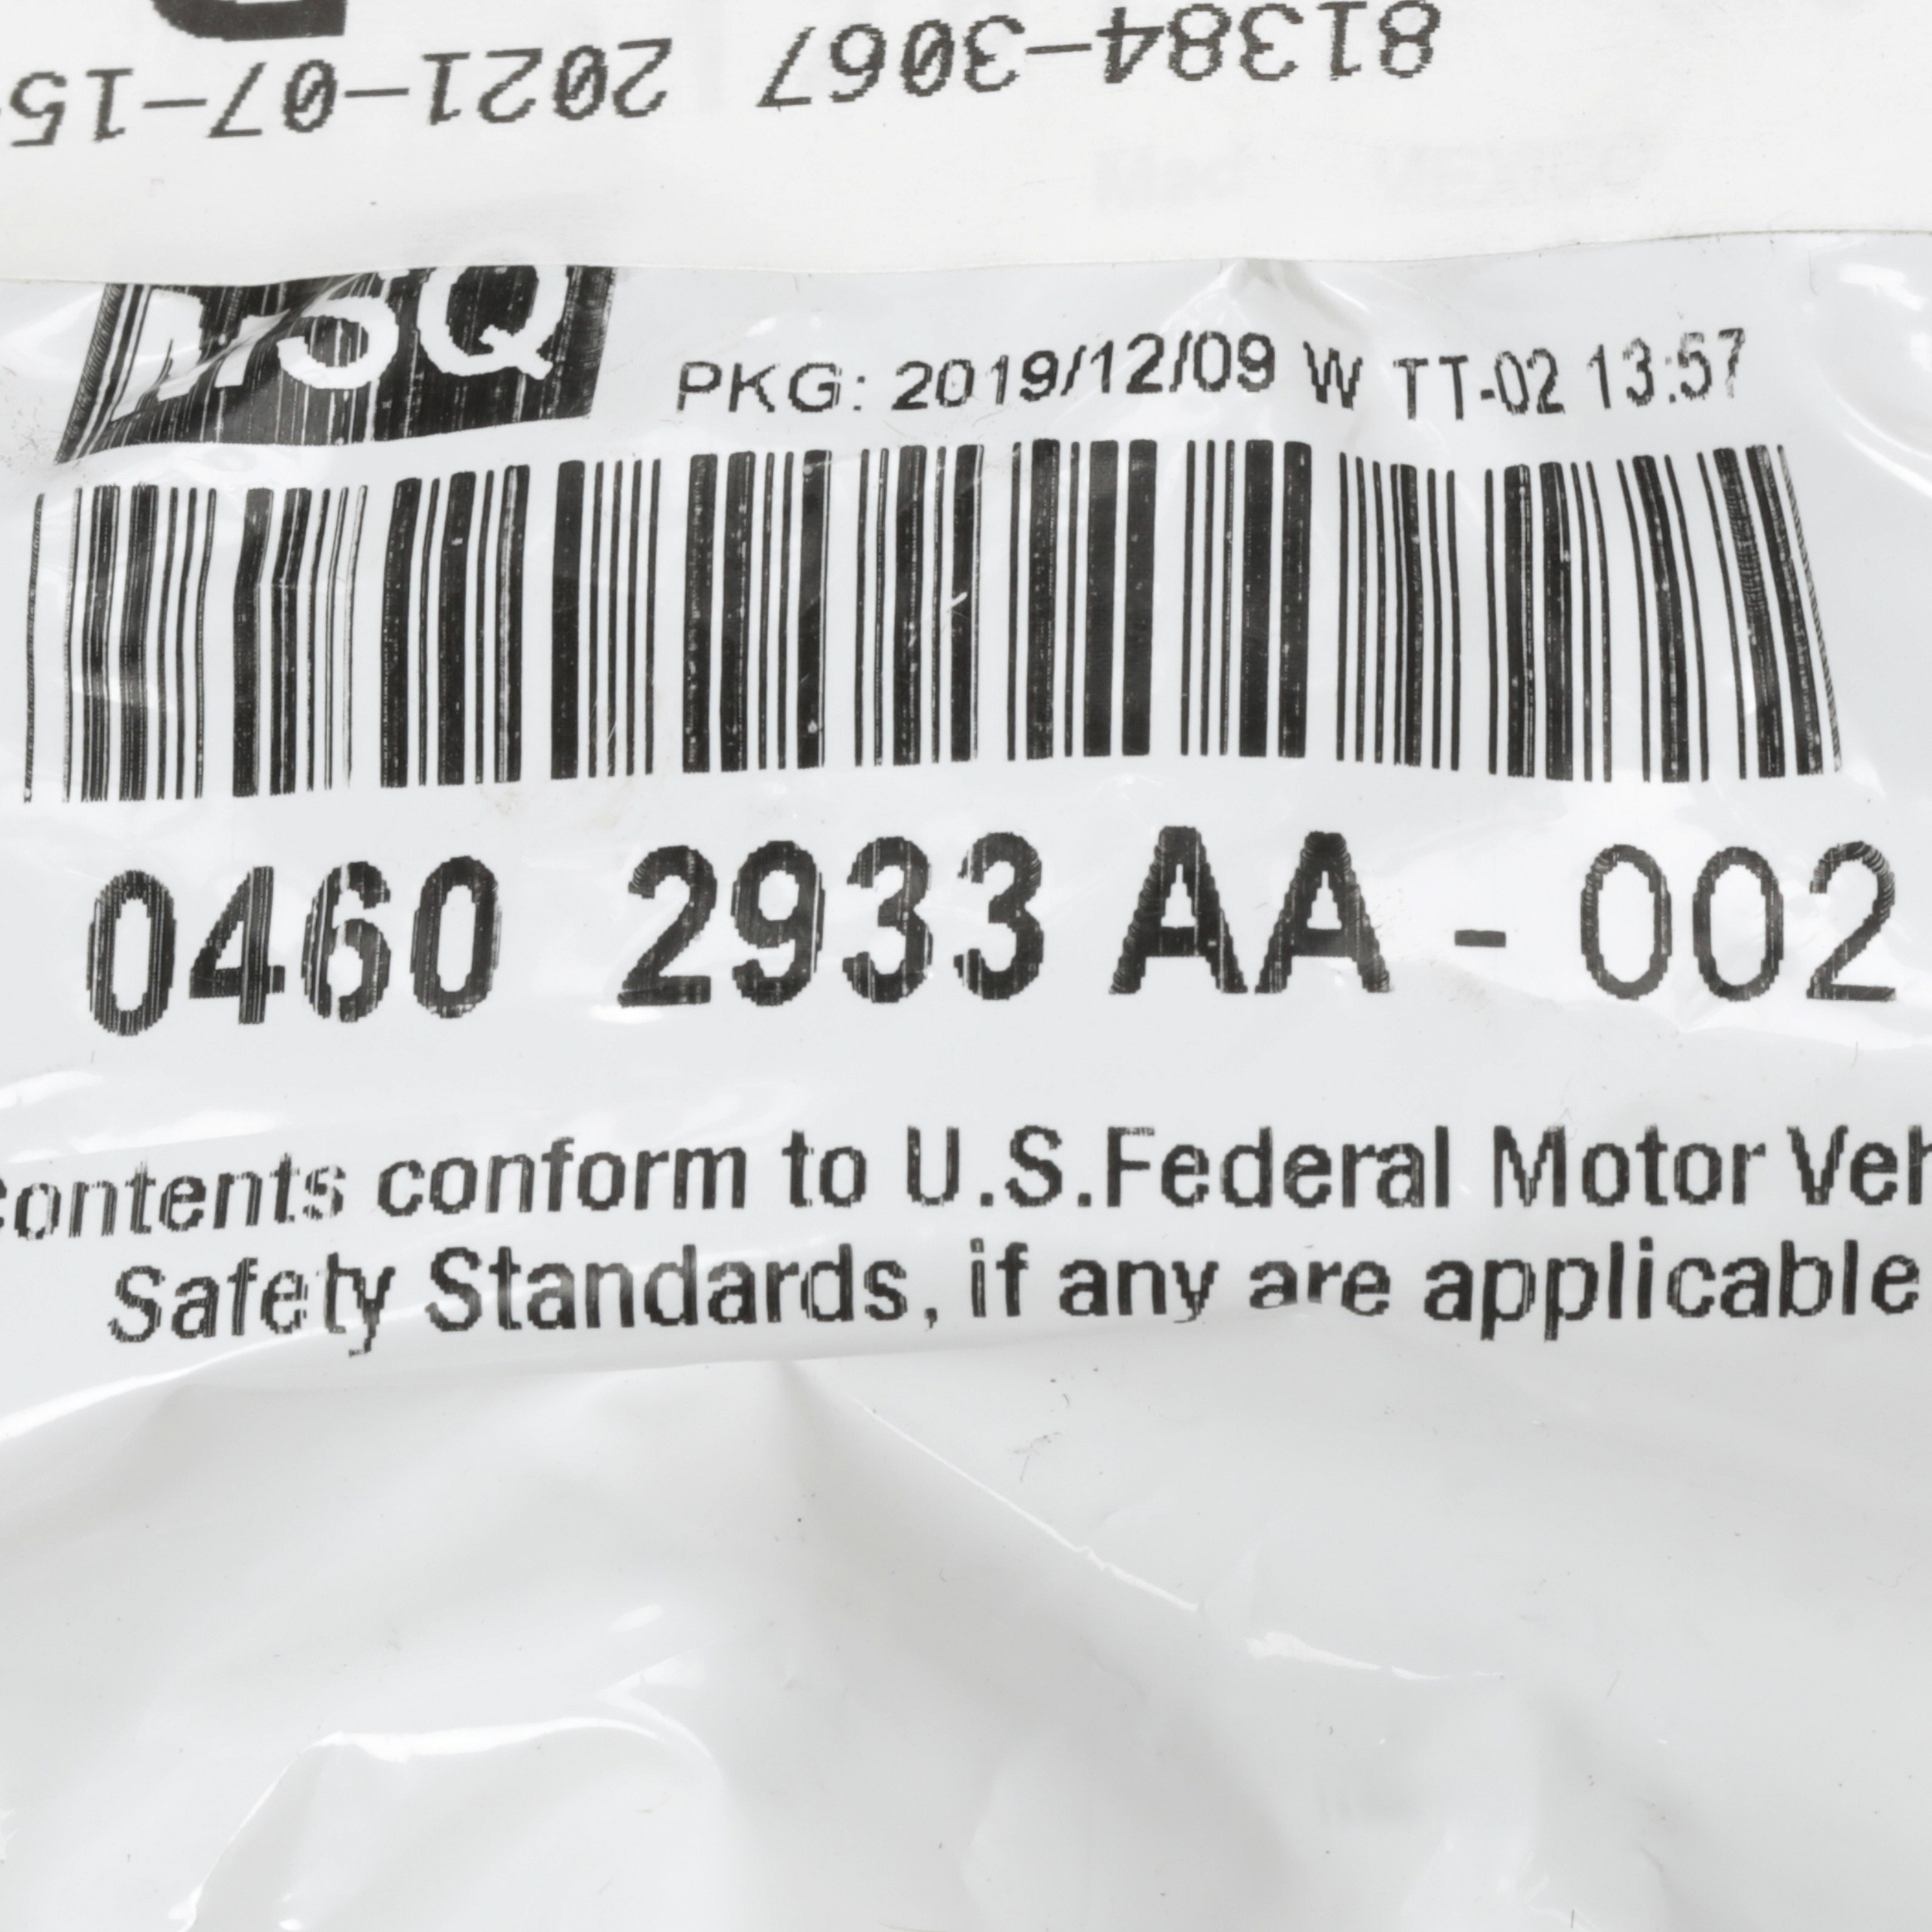 81384-3067 2021-07-15
MSQ
PKG: 2019/12/09 W TT-02 13:57
0460 2933 AA - 002
contents conform to U.S.Federal Motor Veh
Safety Standards, if any are applicable